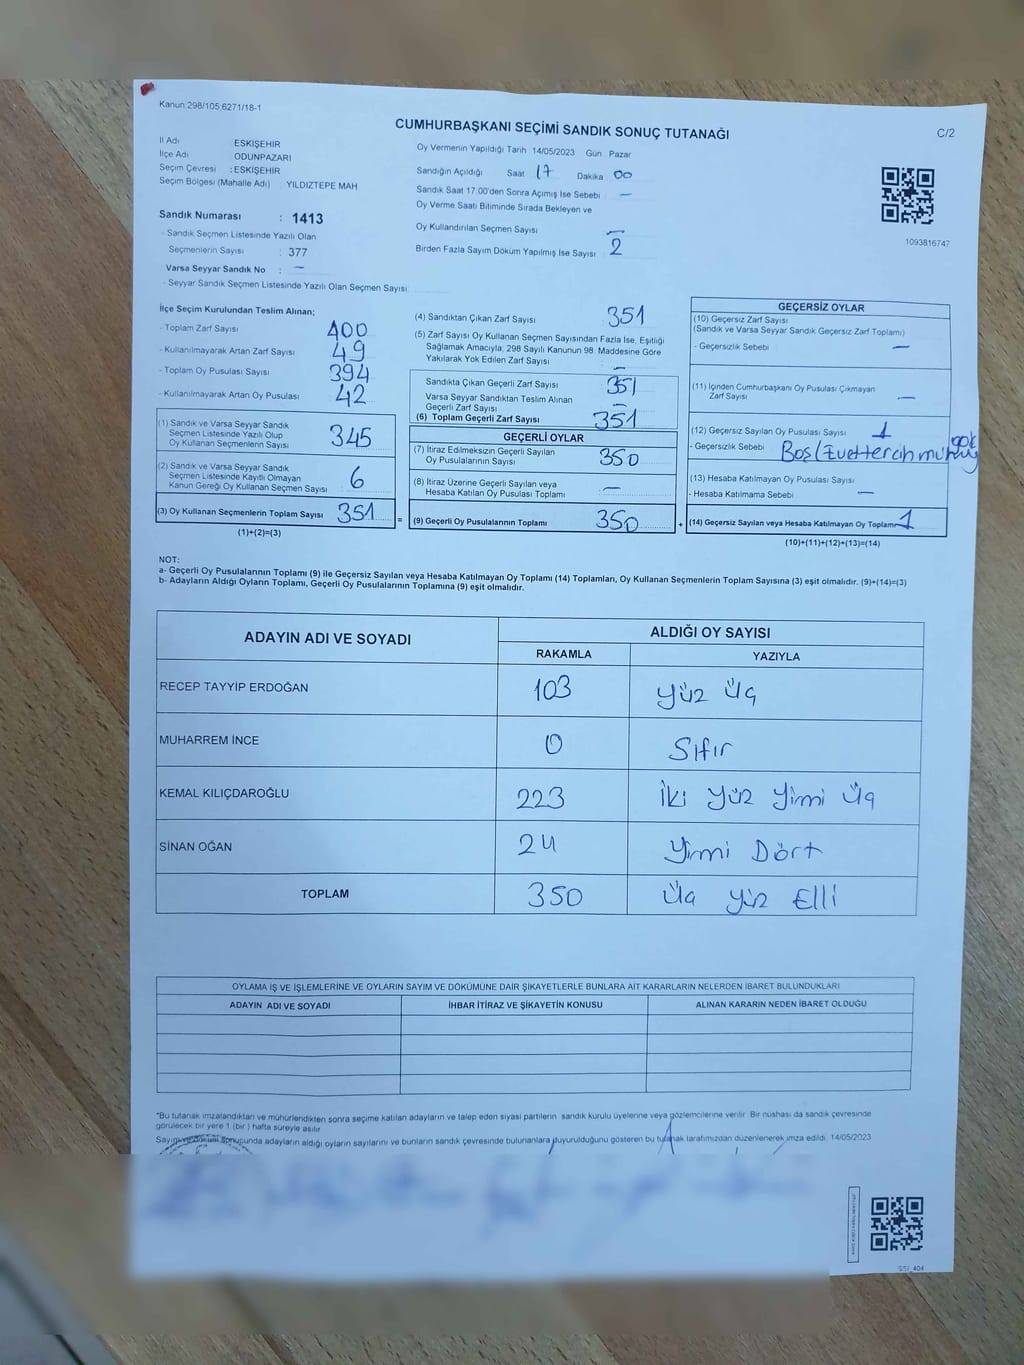 Kanun:298/105:6271/18-1
CUMHURBAŞKANI SEÇİMİ SANDIK SONUÇ TUTANAĞI
C/2
İl Adı ESKİŞEHİR
İlçe Adı ODUNPAZARI
Seçim Çevresi : ESKİŞEHİR
Seçim Bölgesi (Mahalle Adı) YILDIZTEPE MAH.
Sandık Numarası : 1413
- Sandık Seçmen Listesinde Yazılı Olan
Seçmenlerin Sayısı : 377
Varsa Seyyar Sandık No : -
- Seyyar Sandık Seçmen Listesinde Yazılı Olan Seçmen Sayısı
Oy Vermenin Yapıldığı Tarih 14/05/2023 Gün Pazar
Sandığın Açıldığı Saat 17 Dakika 00
Sandık Saat 17.00'den Sonra Açımış İse Sebebi -
Oy Verme Saati Bitiminde Sırada Bekleyen ve
Oy Kullandırılan Seçmen Sayısı -
Birden Fazla Sayım Döküm Yapılmış İse Sayısı 2
1093816747
İlçe Seçim Kurulundan Teslim Alınan;
- Toplam Zarf Sayısı 400
- Kullanılmayarak Artan Zarf Sayısı 49
- Toplam Oy Pusulası Sayısı 394
- Kullanılmayarak Artan Oy Pusulası 42
(1) Sandık ve Varsa Seyyar Sandık
Seçmen Listesinde Yazılı Olup
Oy Kullanan Seçmenlerin Sayısı 345
(2) Sandık ve Varsa Seyyar Sandık
Seçmen Listesinde Kayıtlı Olmayan
Kanun Gereği Oy Kullanan Seçmen Sayısı 6
(3) Oy Kullanan Seçmenlerin Toplam Sayısı 351
(1)+(2)=(3)
(4) Sandıktan Çıkan Zarf Sayısı 351
(5) Zarf Sayısı Oy Kullanan Seçmen Sayısından Fazla İse, Eşitliği
Sağlamak Amacıyla, 298 Sayılı Kanunun 98. Maddesine Göre
Yakılarak Yok Edilen Zarf Sayısı -
Sandıkta Çıkan Geçerli Zarf Sayısı 351
Varsa Seyyar Sandıktan Teslim Alınan
Geçerli Zarf Sayısı -
(6) Toplam Geçerli Zarf Sayısı 351
GEÇERLİ OYLAR
(7) İtiraz Edilmeksizin Geçerli Sayılan
Oy Pusulalarının Sayısı 350
(8) İtiraz Üzerine Geçerli Sayılan veya
Hesaba Katılan Oy Pusulası Toplamı -
= (9) Geçerli Oy Pusulalarının Toplamı 350 +
GEÇERSİZ OYLAR
(10) Geçersiz Zarf Sayısı
(Sandık ve Varsa Seyyar Sandık Geçersiz Zarf Toplamı)
- Geçersizlik Sebebi -
(11) İçinden Cumhurbaşkanı Oy Pusulası Çıkmayan
Zarf Sayısı -
(12) Geçersiz Sayılan Oy Pusulası Sayısı 1
- Geçersizlik Sebebi Boş
(13) Hesaba Katılmayan Oy Pusulası Sayısı
- Hesaba Katılmama Sebebi -
(14) Geçersiz Sayılan veya Hesaba Katılmayan Oy Toplamı 1
(10)+(11)+(12)+(13)=(14)
NOT:
a- Geçerli Oy Pusulalarının Toplamı (9) ile Geçersiz Sayılan veya Hesaba Katılmayan Oy Toplamı (14) Toplamları, Oy Kullanan Seçmenlerin Toplam Sayısına (3) eşit olmalıdır. (9)+(14)=(3)
b- Adayların Aldığı Oyların Toplamı, Geçerli Oy Pusulalarının Toplamına (9) eşit olmalıdır.
ADAYIN ADI VE SOYADI ALDIĞI OY SAYISI
RAKAMLA YAZIYLA
RECEP TAYYİP ERDOĞAN 103 Yüz Üç
MUHARREM İNCE 0 Sıfır
KEMAL KILIÇDAROĞLU 223 İki Yüz Yirmi Üç
SİNAN OĞAN 24 Yirmi Dört
TOPLAM 350 Üç Yüz Elli
OYLAMA İŞ VE İŞLEMLERİNE VE OYLARIN SAYIM VE DÖKÜMÜNE DAİR ŞİKAYETLERLE BUNLARA AİT KARARLARIN NELERDEN İBARET BULUNDUKLARI
ADAYIN ADI VE SOYADI İHBAR İTİRAZ VE ŞİKAYETİN KONUSU ALINAN KARARIN NEDEN İBARET OLDUĞU
*Bu tutanak imzalandıktan ve mühürlendikten sonra seçime katılan adayların ve talep eden siyasi partilerin sandık kurulu üyelerine veya gözlemcilerine verilir. Bir nüshası da sandık çevresinde
görülecek bir yere 1 (bir) hafta süreyle asılır.
Sayım ve döküm sonucunda adayların aldığı oyların sayılarını ve bunların sandık çevresinde bulunanlara duyurulduğunu gösteren bu tutanak tarafımızdan düzenlenerek imza edildi. 14/05/2023